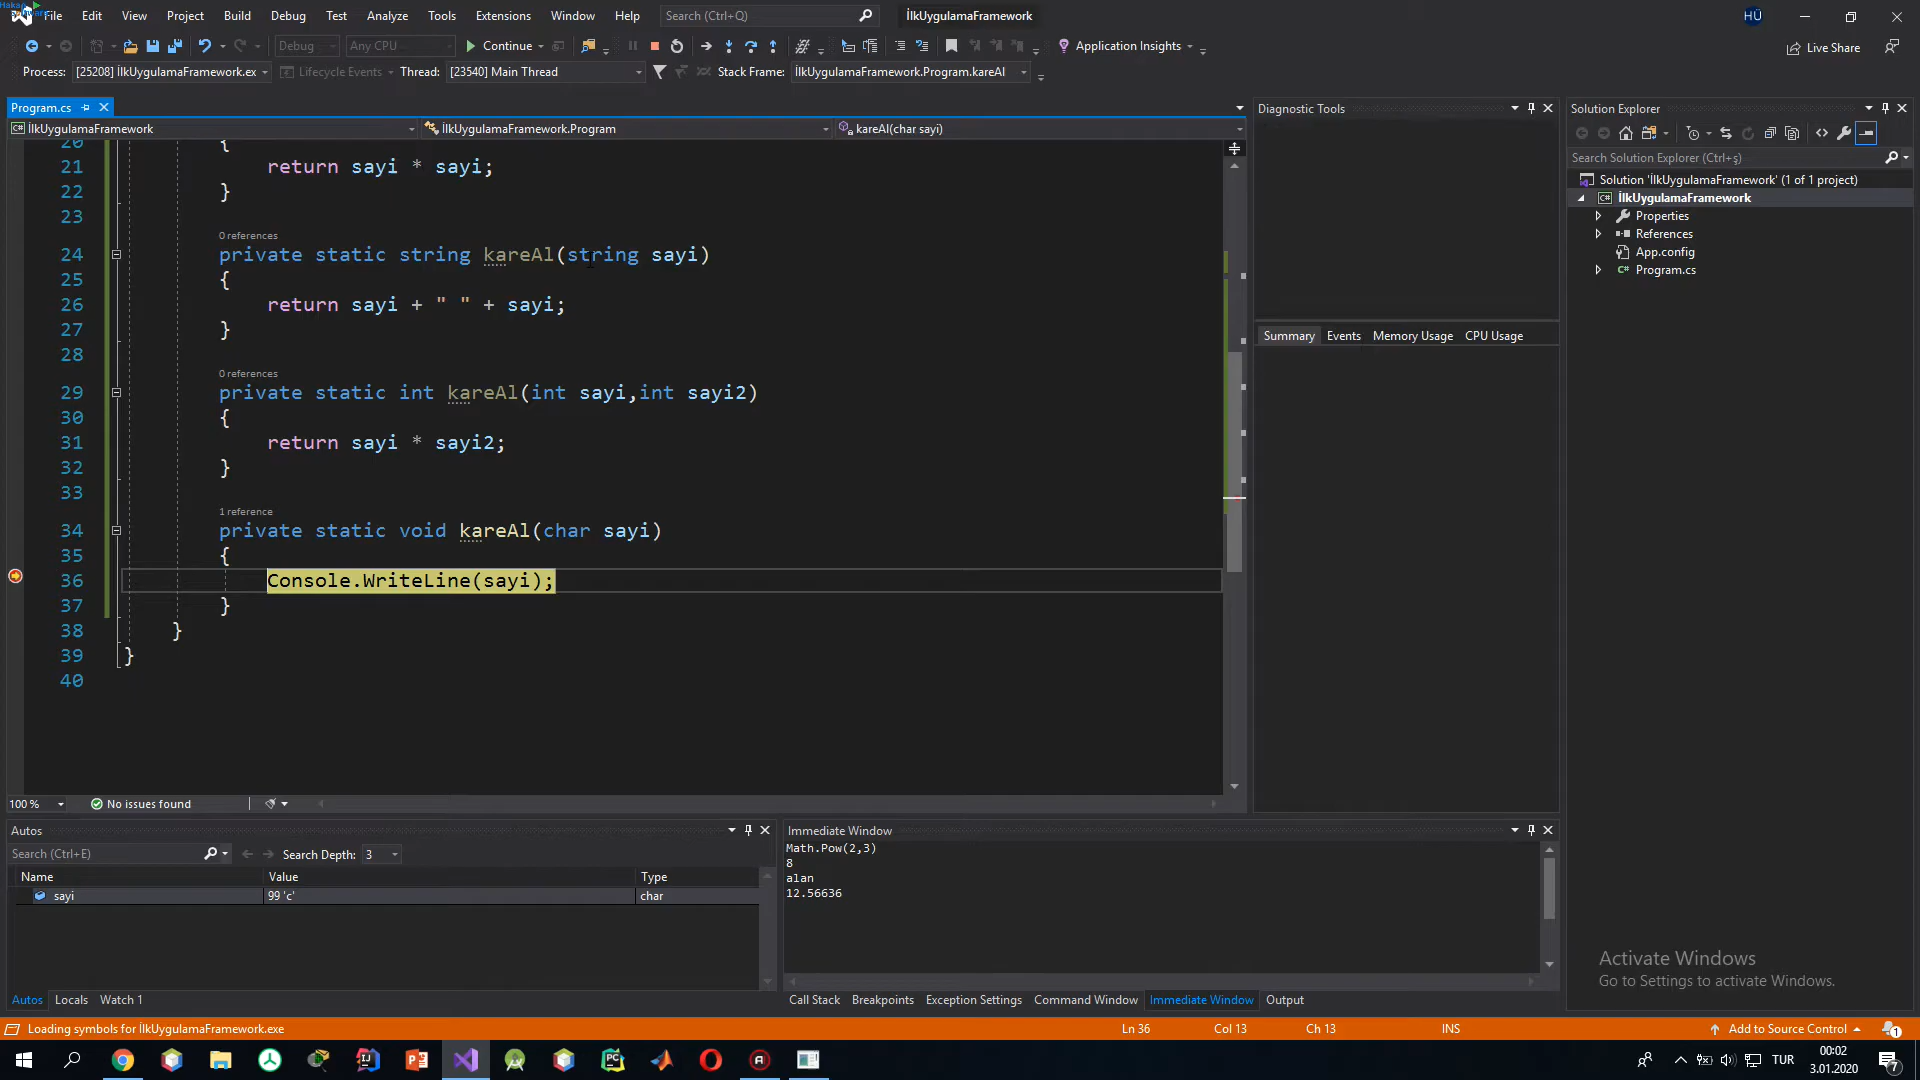 File Edit View Project Build Debug Test Analyze Tools Extensions Window Help Search (Ctrl+Q) İlkUygulamaFramework HÜ
Debug Any CPU Continue Application Insights Live Share
Process: [25208] İlkUygulamaFramework.ex Lifecycle Events Thread: [23540] Main Thread Stack Frame: İlkUygulamaFramework.Program.kareAl
Program.cs
İlkUygulamaFramework İlkUygulamaFramework.Program kareAl(char sayi)
20 {
21 return sayi * sayi;
22 }
23
0 references
24 private static string kareAl(string sayi)
25 {
26 return sayi + " " + sayi;
27 }
28
0 references
29 private static int kareAl(int sayi,int sayi2)
30 {
31 return sayi * sayi2;
32 }
33
1 reference
34 private static void kareAl(char sayi)
35 {
36 Console.WriteLine(sayi);
37 }
38 }
39 }
40
100 % No issues found
Diagnostic Tools
Summary Events Memory Usage CPU Usage
Solution Explorer
Search Solution Explorer (Ctrl+ş)
Solution 'İlkUygulamaFramework' (1 of 1 project)
İlkUygulamaFramework
Properties
References
App.config
Program.cs
Autos
Search (Ctrl+E) Search Depth: 3
Name Value Type
sayi 99 'c' char
Autos Locals Watch 1
Immediate Window
Math.Pow(2,3)
8
alan
12.56636
Call Stack Breakpoints Exception Settings Command Window Immediate Window Output
Activate Windows
Go to Settings to activate Windows.
Loading symbols for İlkUygulamaFramework.exe Ln 36 Col 13 Ch 13 INS Add to Source Control 1
TUR 00:02
3.01.2020 7